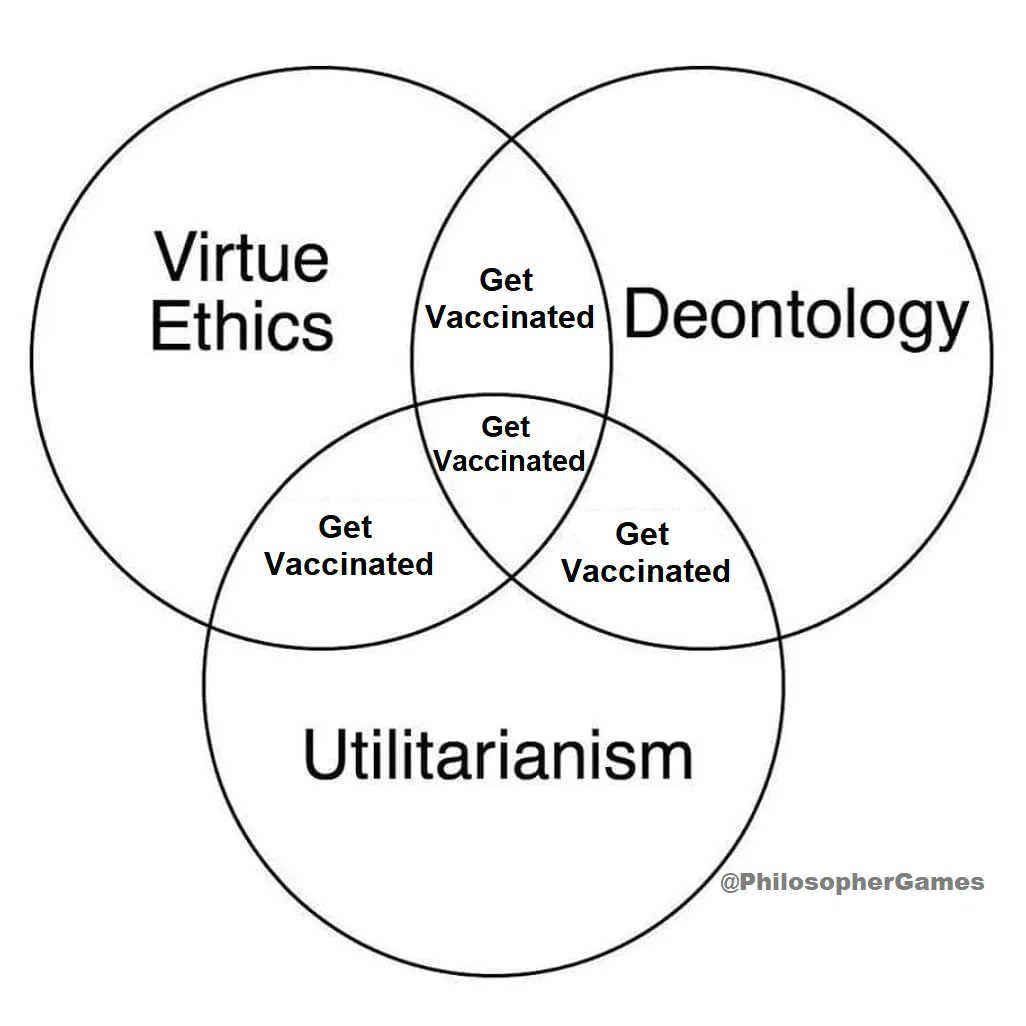 Virtue
Ethics
Get
Vaccinated
Deontology
Get
Vaccinated
Get
Vaccinated
Get
Vaccinated
Utilitarianism
@PhilosopherGames